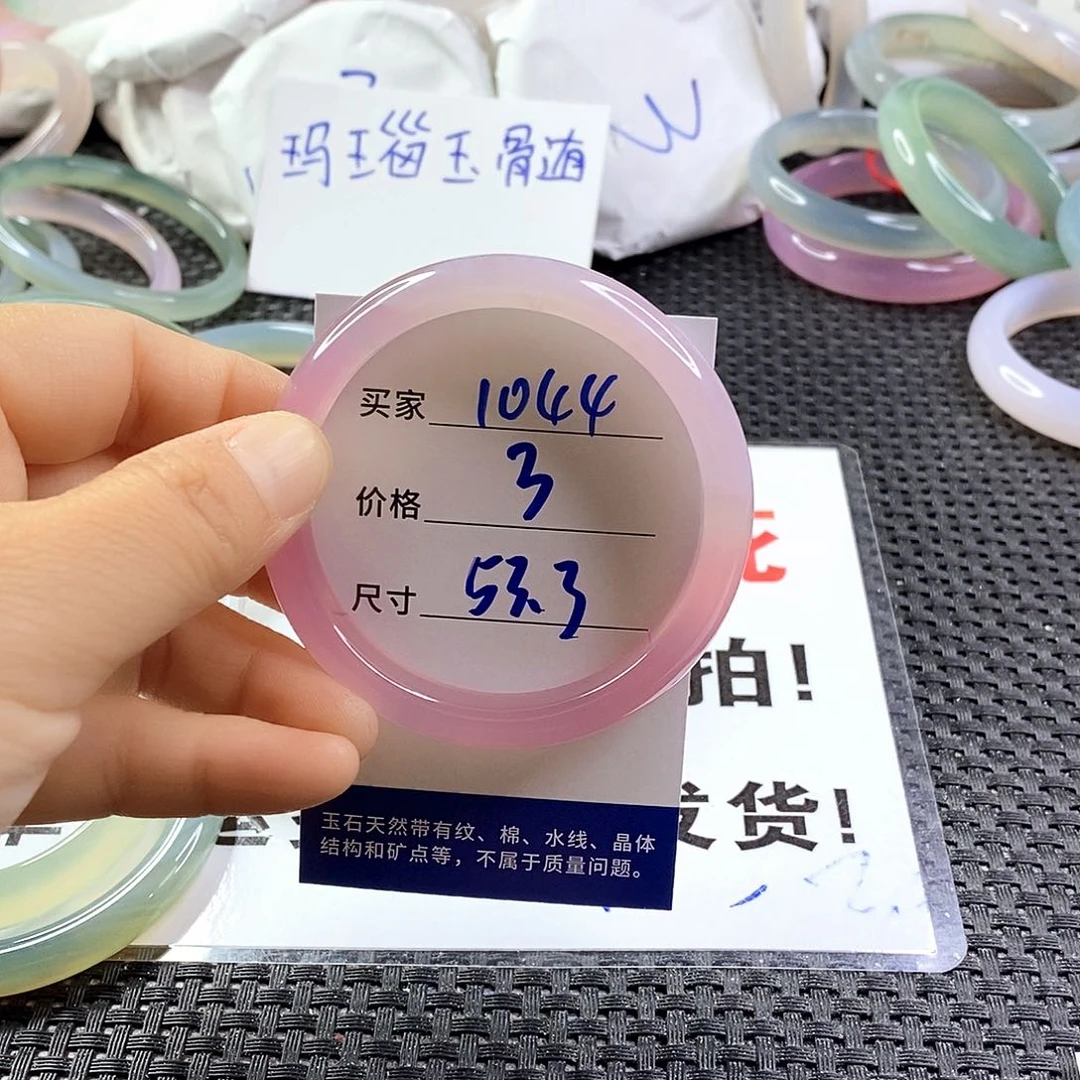 玛瑙玉骨随
买家 1044
价格 3
尺寸 53.3
拍!
发货!
玉石天然带有纹、棉、水线、晶体
结构和矿点等，不属于质量问题。